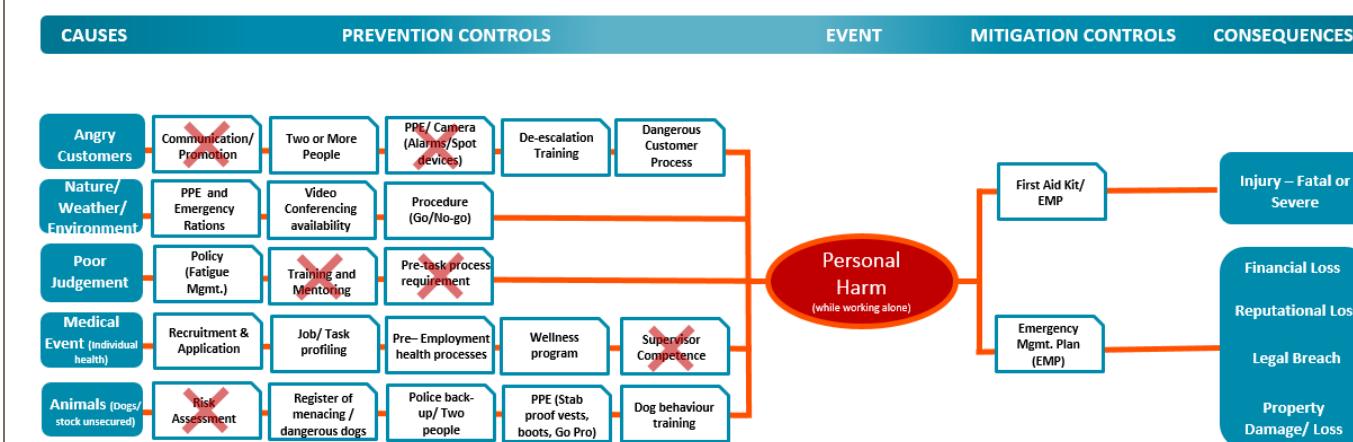 CAUSES
PREVENTION CONTROLS
EVENT
MITIGATION CONTROLS
CONSEQUENCES
Angry
Customers
Communication/
Promotion
Two or More
People
PPE/ Camera
(Alarms/Spot
devices)
De-escalation
Training
Dangerous
Customer
Process
Nature/
Weather/
Environment
PPE and
Emergency
Rations
Video
Conferencing
availability
Procedure
(Go/No-go)
Poor
Judgement
Policy
(Fatigue
Mgmt.)
Training and
Mentoring
Pre-task process
requirement
Medical
Event (Individual
health)
Recruitment &
Application
Job/ Task
profiling
Pre– Employment
health processes
Wellness
program
Supervisor
Competence
Animals (Dogs/
stock unsecured)
Risk
Assessment
Register of
menacing /
dangerous dogs
Police back-
up/ Two
people
PPE (Stab
proof vests,
boots, Go Pro)
Dog behaviour
training
Personal
Harm
(while working alone)
First Aid Kit/
EMP
Emergency
Mgmt. Plan
(EMP)
Injury – Fatal or
Severe
Financial Loss
Reputational Los
Legal Breach
Property
Damage/ Loss